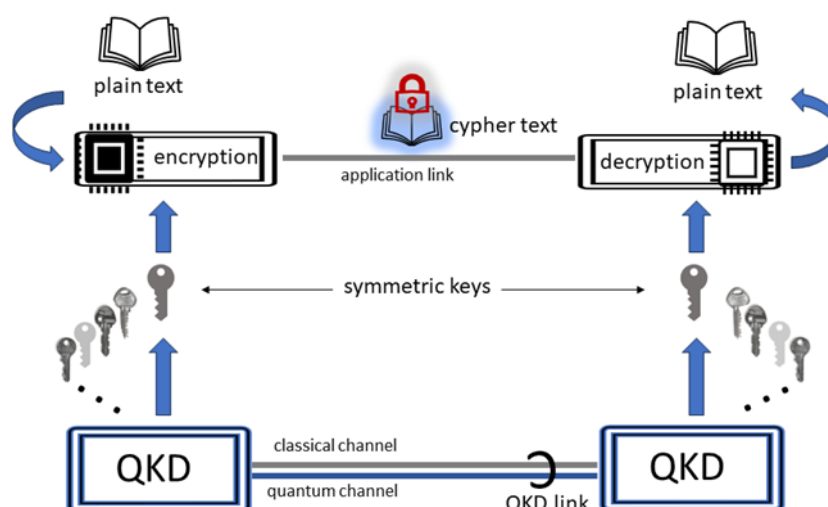 plain text
plain text
cypher text
encryption
decryption
application link
symmetric keys
QKD
classical channel
QKD
quantum channel
QKD link